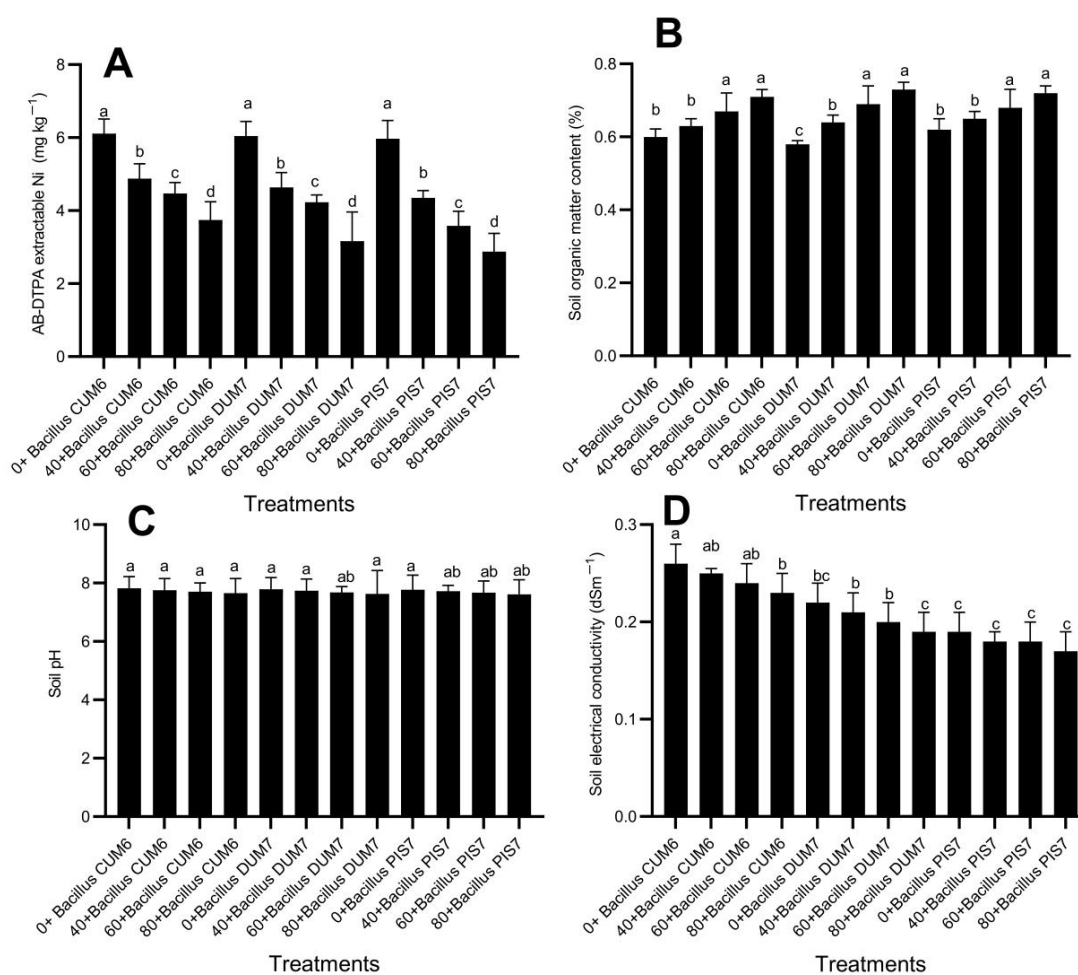 A
AB-DTPA extractable Ni (mg kg⁻¹)
8
6
4
2
0
a
b
c
d
a
b
c
d
a
b
c
d
0+ Bacillus CUM6
40+Bacillus CUM6
60+Bacillus CUM6
80+Bacillus CUM6
0+Bacillus DUM7
40+Bacillus DUM7
60+Bacillus DUM7
80+Bacillus DUM7
0+Bacillus PIS7
40+Bacillus PIS7
60+Bacillus PIS7
80+Bacillus PIS7
Treatments
B
Soil organic matter content (%)
0.8
0.6
0.4
0.2
0.0
b
b
a
a
c
b
a
a
b
b
a
a
0+ Bacillus CUM6
40+Bacillus CUM6
60+Bacillus CUM6
80+Bacillus CUM6
0+Bacillus DUM7
40+Bacillus DUM7
60+Bacillus DUM7
80+Bacillus DUM7
0+Bacillus PIS7
40+Bacillus PIS7
60+Bacillus PIS7
80+Bacillus PIS7
Treatments
C
Soil pH
10
8
6
4
2
0
a
a
a
a
a
a
ab
a
a
ab
ab
ab
0+ Bacillus CUM6
40+Bacillus CUM6
60+Bacillus CUM6
80+Bacillus CUM6
0+Bacillus DUM7
40+Bacillus DUM7
60+Bacillus DUM7
80+Bacillus DUM7
0+Bacillus PIS7
40+Bacillus PIS7
60+Bacillus PIS7
80+Bacillus PIS7
Treatments
D
Soil electrical conductivity (dSm⁻¹)
0.3
0.2
0.1
0.0
a
ab
ab
b
bc
b
b
c
c
c
c
c
0+ Bacillus CUM6
40+Bacillus CUM6
60+Bacillus CUM6
80+Bacillus CUM6
0+Bacillus DUM7
40+Bacillus DUM7
60+Bacillus DUM7
80+Bacillus DUM7
0+Bacillus PIS7
40+Bacillus PIS7
60+Bacillus PIS7
80+Bacillus PIS7
Treatments